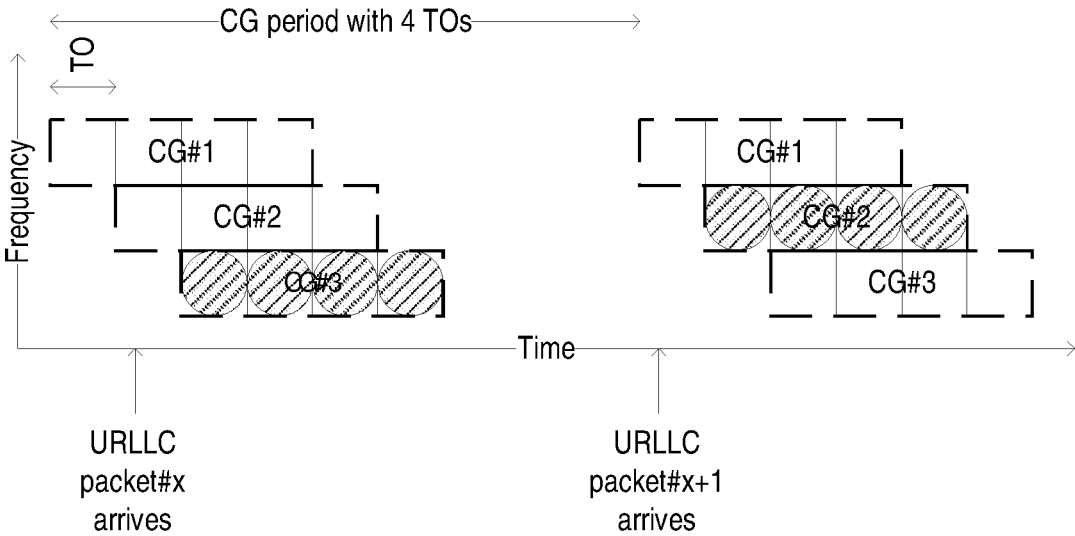 CG period with 4 TOs
TO
Frequency
CG#1
CG#2
CG#3
CG#1
CG#2
CG#3
Time
URLLC
packet#x
arrives
URLLC
packet#x+1
arrives